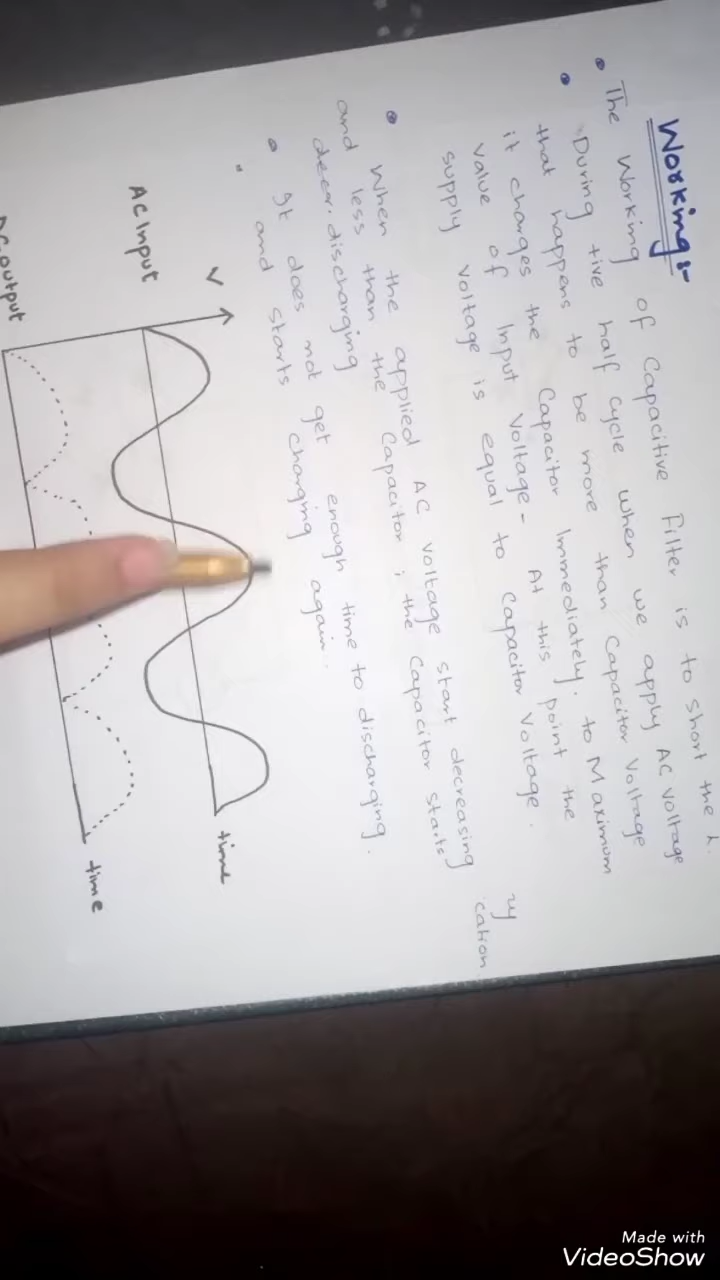 Working:-
• The Working of Capacitive Filter is to short the
• During +ive half cycle when we apply AC voltage
that happens to be more than Capacitor Voltage
it charges the Capacitor Immediately. to Maximum
value of Input Voltage- At this point the
supply voltage is equal to Capacitor Voltage.
• When the applied AC voltage start decreasing
and less than the Capacitor ; the Capacitor starts
decr. discharging
• It does not get enough time to discharging.
and starts charging again.
cation
V
AC Input
time
output
time
Made with
VideoShow